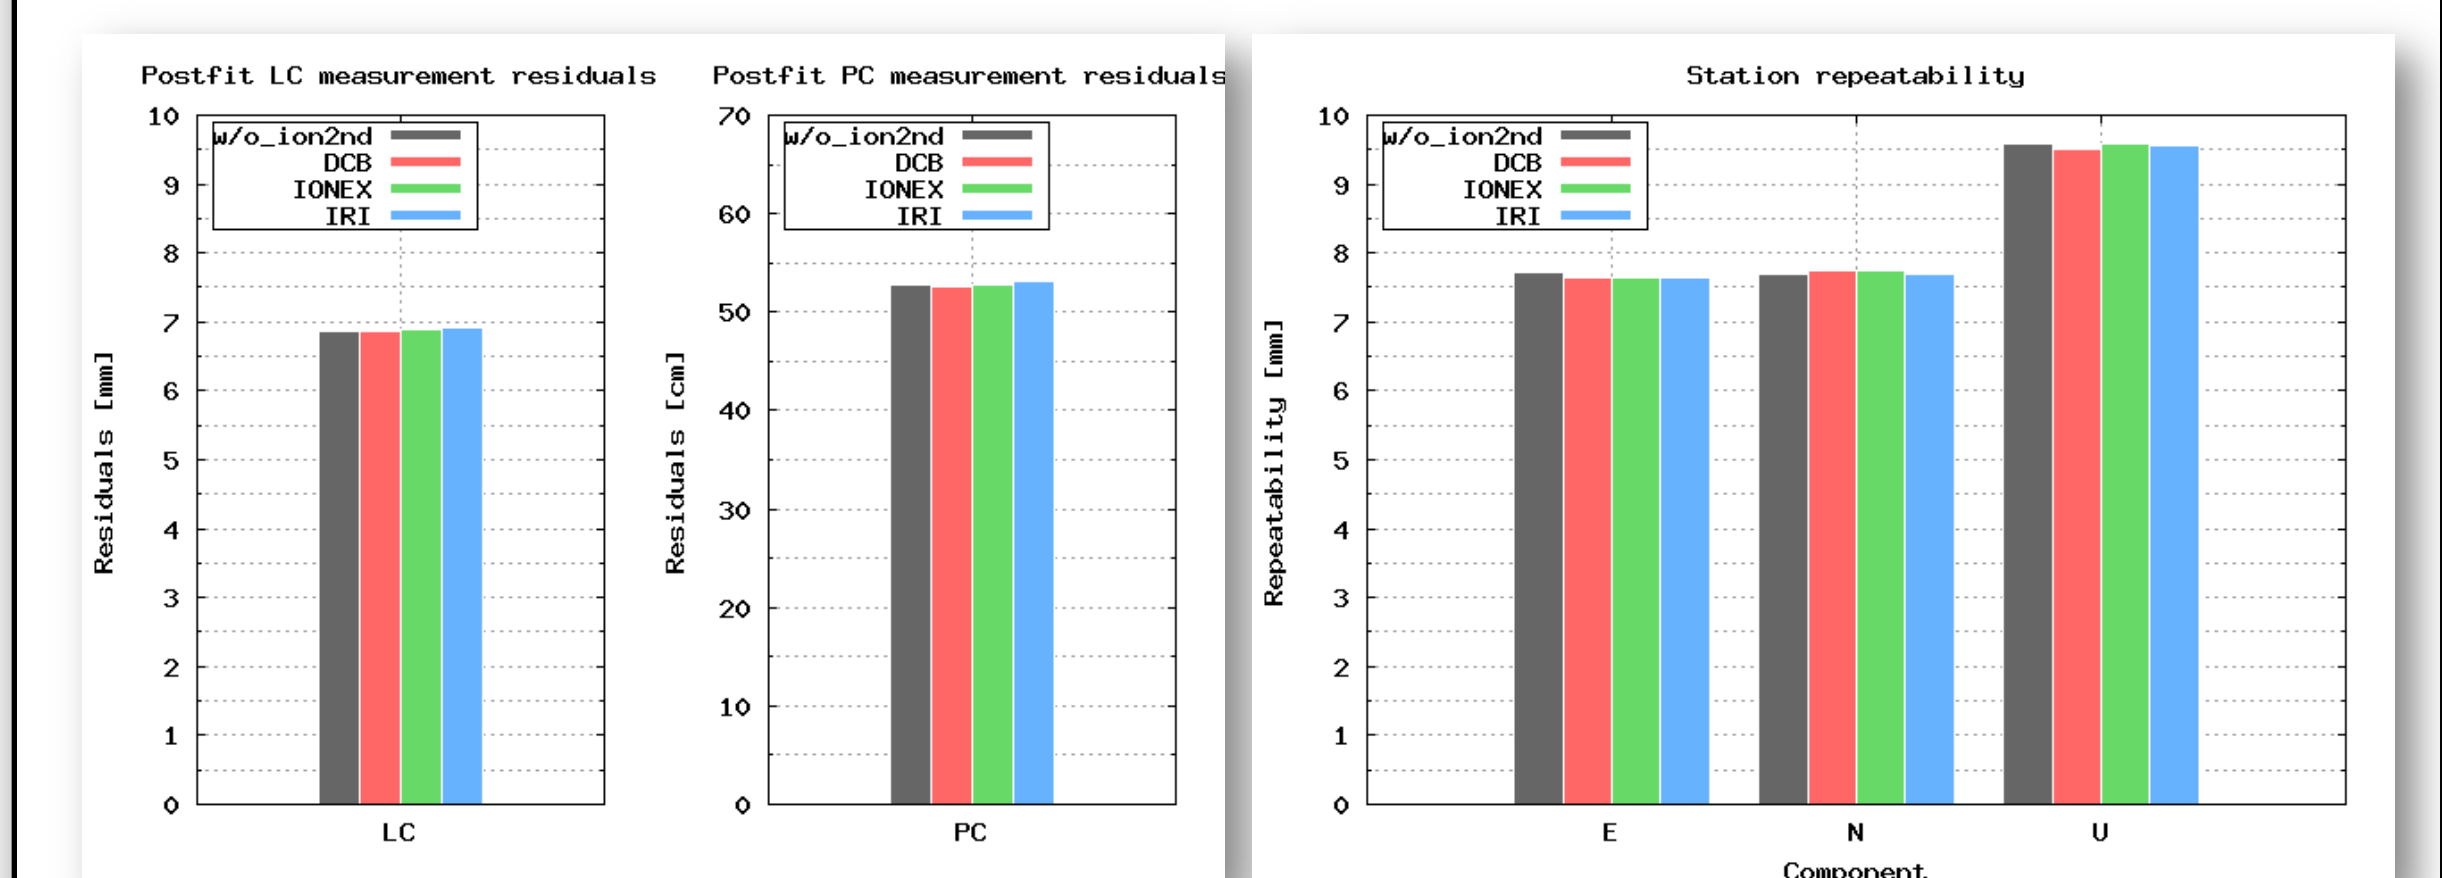 Postfit LC measurement residuals
10
9
8
7
6
5
4
3
2
1
0
Residuals [mm]
w/o_ion2nd
DCB
IONEX
IRI
LC
Postfit PC measurement residuals
70
60
50
40
30
20
10
0
Residuals [cm]
w/o_ion2nd
DCB
IONEX
IRI
PC
Station repeatability
10
9
8
7
6
5
4
3
2
1
0
Repeatability [mm]
w/o_ion2nd
DCB
IONEX
IRI
E N U
Component